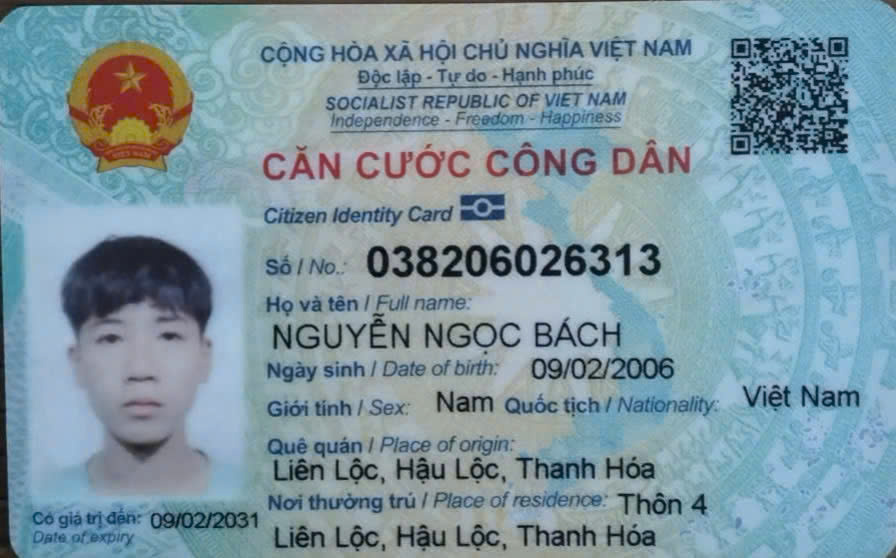 CỘNG HÒA XÃ HỘI CHỦ NGHĨA VIỆT NAM
Độc lập - Tự do - Hạnh phúc
SOCIALIST REPUBLIC OF VIET NAM
Independence - Freedom - Happiness
CĂN CƯỚC CÔNG DÂN
Citizen Identity Card
Số / No.: 038206026313
Họ và tên / Full name:
NGUYỄN NGỌC BÁCH
Ngày sinh / Date of birth: 09/02/2006
Giới tính / Sex: Nam Quốc tịch / Nationality: Việt Nam
Quê quán / Place of origin:
Liên Lộc, Hậu Lộc, Thanh Hóa
Nơi thường trú / Place of residence: Thôn 4
Liên Lộc, Hậu Lộc, Thanh Hóa
Có giá trị đến: 09/02/2031
Date of expiry
VIỆT NAM